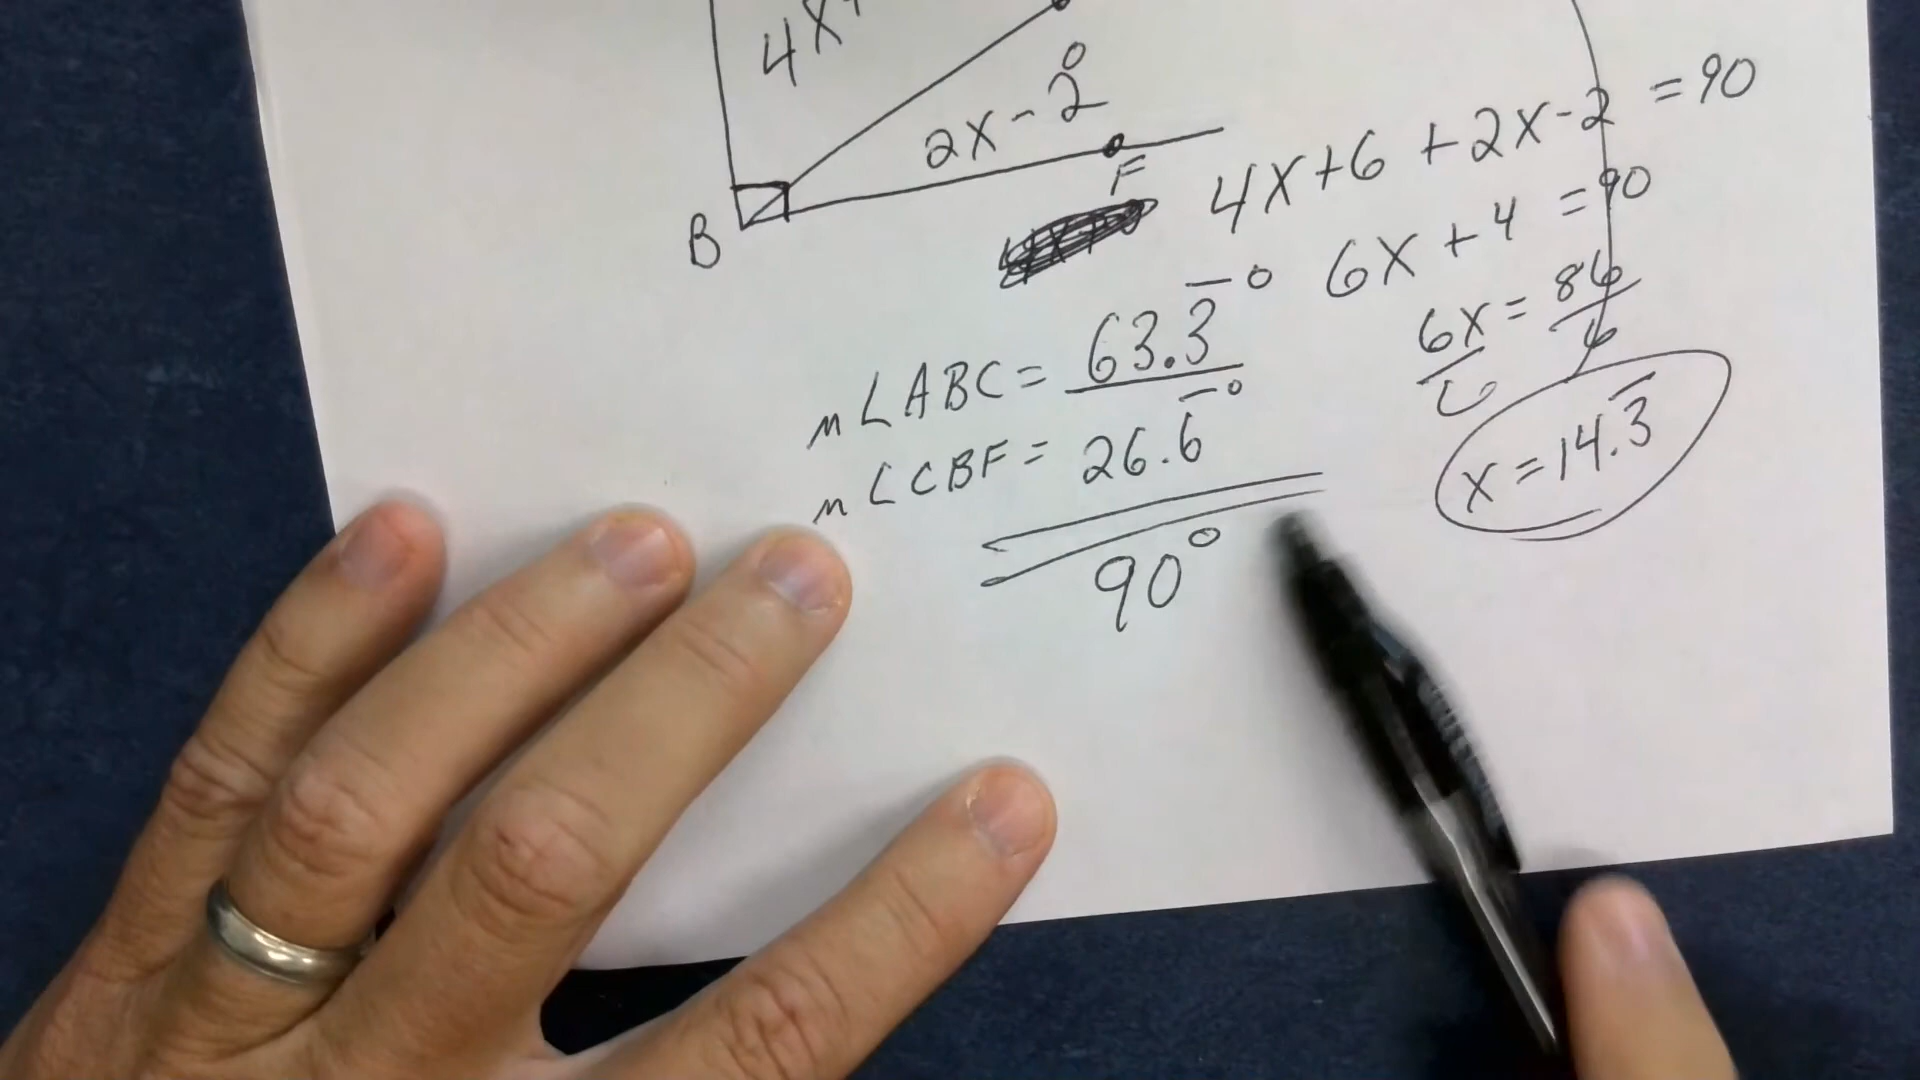 4x+
2x-2°
F
B
4x+6 +2x-2 =90
6x +4 =90
6x = 86
6 6
x = 14.3̅
m∠ABC = 63.3̅°
m∠CBF = 26.6̅°
90°